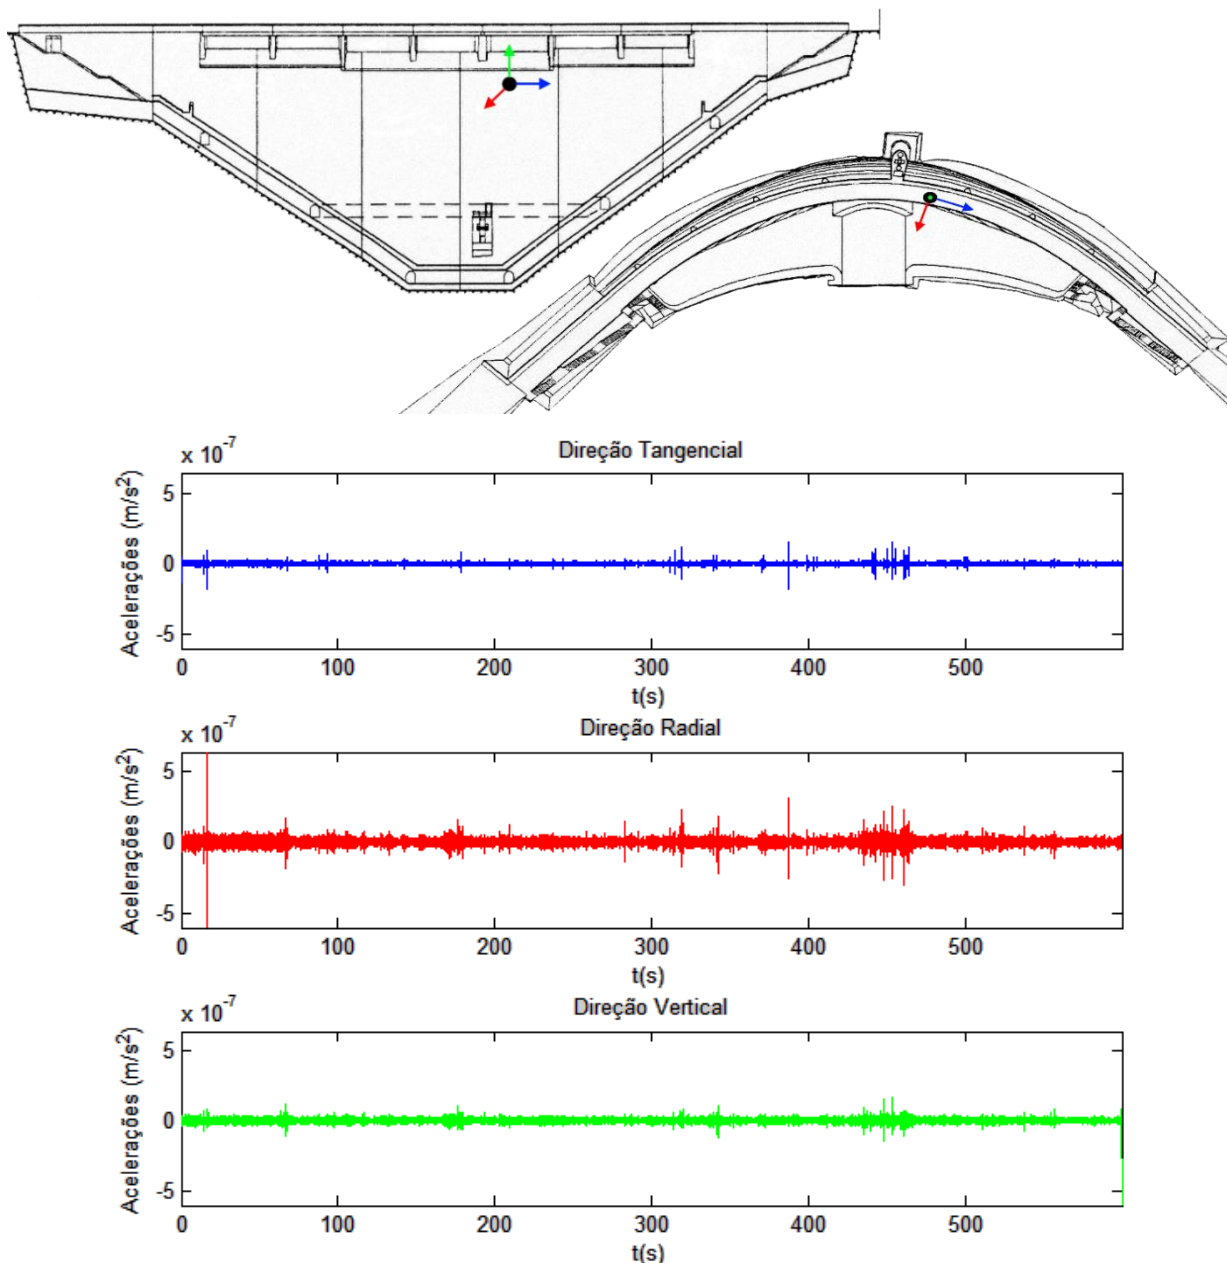 x 10^-7
Direção Tangencial
Acelerações (m/s²)
5
0
-5
0 100 200 300 400 500
t(s)
x 10^-7
Direção Radial
Acelerações (m/s²)
5
0
-5
0 100 200 300 400 500
t(s)
x 10^-7
Direção Vertical
Acelerações (m/s²)
5
0
-5
0 100 200 300 400 500
t(s)